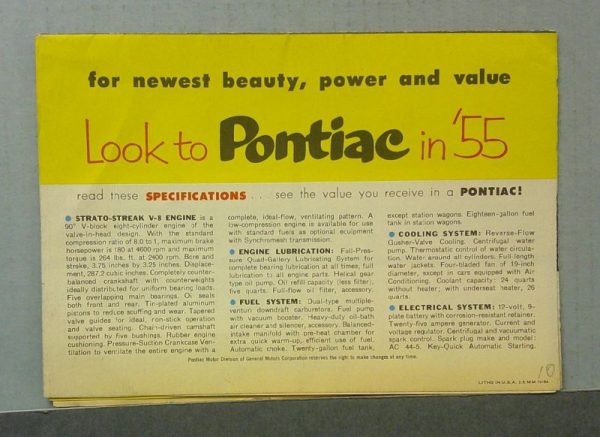 for newest beauty, power and value
Look to Pontiac in '55
read these SPECIFICATIONS... see the value you receive in a PONTIAC!
STRATO-STREAK V-8 ENGINE is a
90° V-block eight-cylinder engine of the
valve-in-head design. With the standard
compression ratio of 8.0 to 1, maximum brake
horsepower is 180 at 4600 rpm and maximum
torque is 264 lbs. ft. at 2400 rpm. Bore and
stroke, 3.75 inches by 3.25 inches. Displace-
ment, 287.2 cubic inches. Completely counter-
balanced crankshaft with counterweights
ideally distributed for uniform bearing loads.
Five overlapping main bearings. Oil seals
both front and rear. Tin-plated aluminum
pistons to reduce scuffing and wear. Tapered
valve guides for ideal, non-stick operation
and valve seating. Chain-driven camshaft
supported by five bushings. Rubber engine
cushioning. Pressure-Suction Crankcase Ven-
tilation to ventilate the entire engine with a
complete, ideal-flow, ventilating pattern. A
low-compression engine is available for use
with standard fuels as optional equipment
with Synchromesh transmission.
ENGINE LUBRICATION: Full-Pres-
sure Quad-Gallery Lubricating System for
complete bearing lubrication at all times, full
lubrication to all engine parts. Helical gear
type oil pump. Oil refill capacity (less filter),
five quarts. Full-flow oil filter, accessory.
FUEL SYSTEM: Dual-type multiple-
venturi downdraft carburetors. Fuel pump
with vacuum booster. Heavy-duty oil-bath
air cleaner and silencer, accessory. Balanced-
intake manifold with pre-heat chamber for
extra quick warm-up, efficient use of fuel.
Automatic choke. Twenty-gallon fuel tank,
except station wagons. Eighteen-gallon fuel
tank in station wagons.
COOLING SYSTEM: Reverse-Flow
Gusher-Valve Cooling. Centrifugal water
pump. Thermostatic control of water circula-
tion. Water around all cylinders. Full-length
water jackets. Four-bladed fan of 19-inch
diameter, except in cars equipped with Air
Conditioning. Coolant capacity: 24 quarts
without heater; with underseat heater, 26
quarts.
ELECTRICAL SYSTEM: 12-volt, 9-
plate battery with corrosion-resistant retainer.
Twenty-five ampere generator. Current and
voltage regulator. Centrifugal and vacuumatic
spark control. Spark plug make and model:
AC 44-5. Key-Quick Automatic Starting.
Pontiac Motor Division of General Motors Corporation reserves the right to make changes at any time.
10
LITHO IN U.S.A.